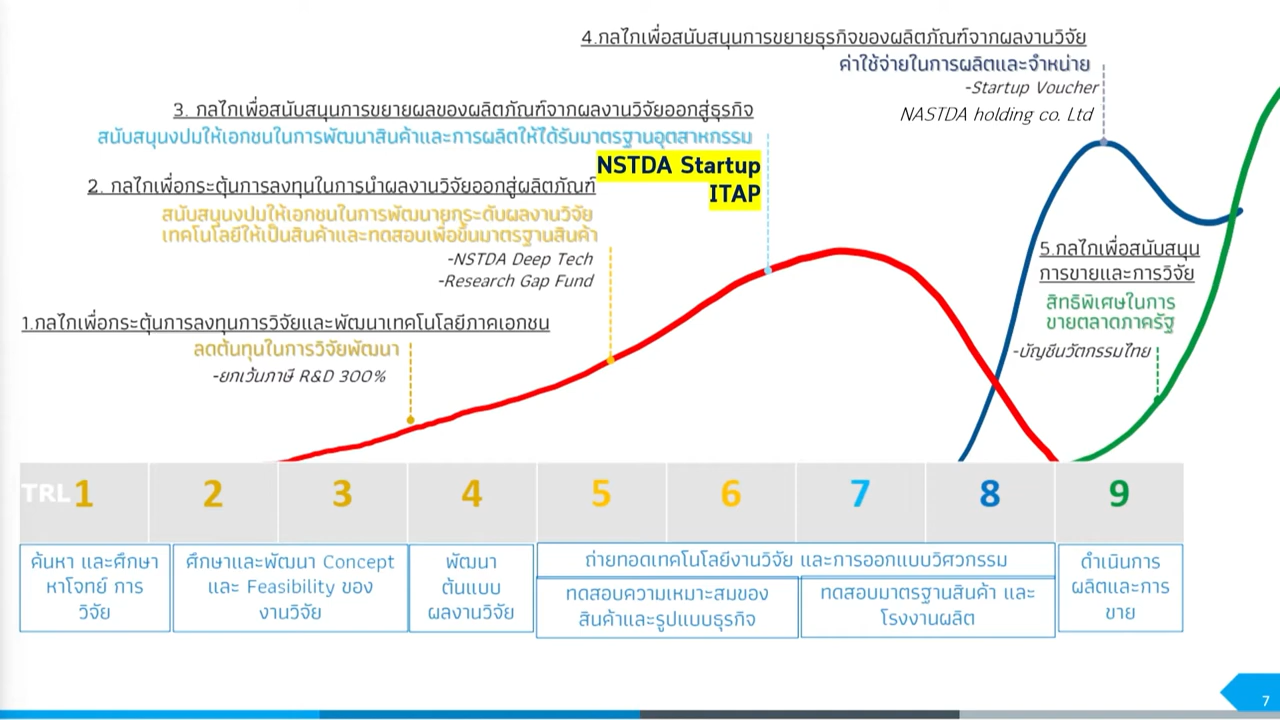 4.กลไกเพื่อสนับสนุนการขยายธุรกิจของผลิตภัณฑ์จากผลงานวิจัย
ค่าใช้จ่ายในการผลิตและจำหน่าย
-Startup Voucher
NASTDA holding co. Ltd
3. กลไกเพื่อสนับสนุนการขยายผลของผลิตภัณฑ์จากผลงานวิจัยออกสู่ธุรกิจ
สนับสนุนงปมให้เอกชนในการพัฒนาสินค้าและการผลิตให้ได้รับมาตรฐานอุตสาหกรรม
NSTDA Startup
ITAP
2. กลไกเพื่อกระตุ้นการลงทุนในการนำผลงานวิจัยออกสู่ผลิตภัณฑ์
สนับสนุนงปมให้เอกชนในการพัฒนายกระดับผลงานวิจัย
เทคโนโลยีให้เป็นสินค้าและทดสอบเพื่อขึ้นมาตรฐานสินค้า
-NSTDA Deep Tech
-Research Gap Fund
5.กลไกเพื่อสนับสนุน
การขายและการวิจัย
สิทธิพิเศษในการ
ขายตลาดภาครัฐ
-บัญชีนวัตกรรมไทย
1.กลไกเพื่อกระตุ้นการลงทุนการวิจัยและพัฒนาเทคโนโลยีภาคเอกชน
ลดต้นทุนในการวิจัยพัฒนา
-ยกเว้นภาษี R&D 300%
TRL 1 2 3 4 5 6 7 8 9
ค้นหา และศึกษา
หาโจทย์ การ
วิจัย
ศึกษาและพัฒนา Concept
และ Feasibility ของ
งานวิจัย
พัฒนา
ต้นแบบ
ผลงานวิจัย
ถ่ายทอดเทคโนโลยีงานวิจัย และการออกแบบวิศวกรรม
ทดสอบความเหมาะสมของ
สินค้าและรูปแบบธุรกิจ
ทดสอบมาตรฐานสินค้า และ
โรงงานผลิต
ดำเนินการ
ผลิตและการ
ขาย
7